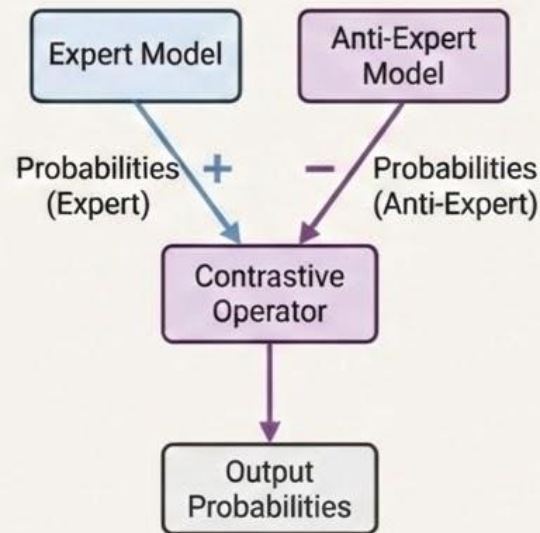 Expert Model
Anti-Expert
Model
Probabilities
(Expert)
+
−
Probabilities
(Anti-Expert)
Contrastive
Operator
Output
Probabilities